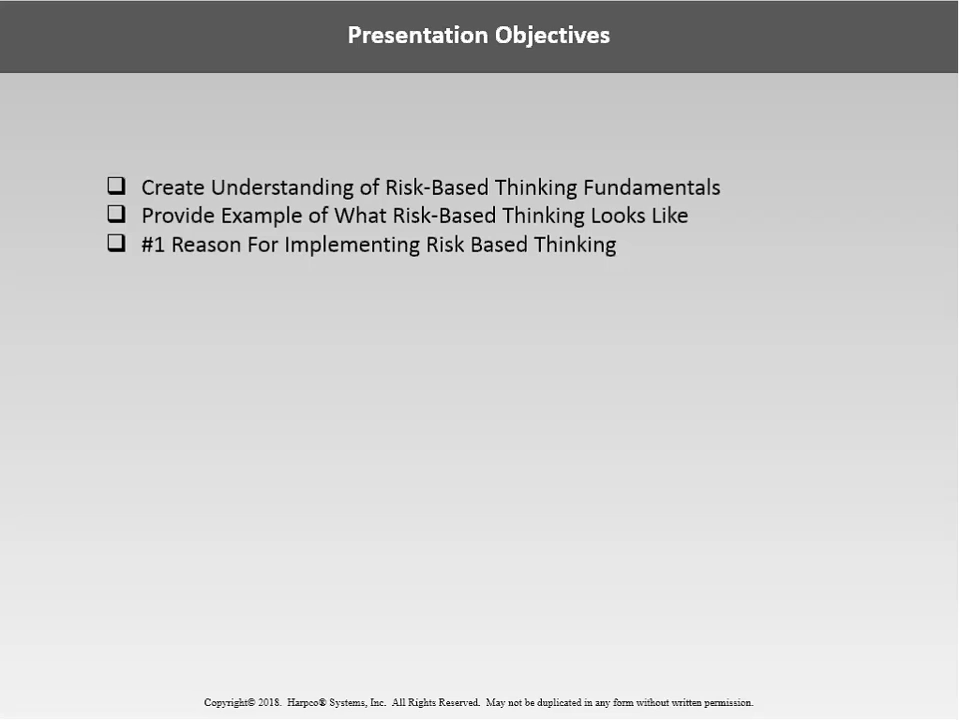 Presentation Objectives
Create Understanding of Risk-Based Thinking Fundamentals
Provide Example of What Risk-Based Thinking Looks Like
#1 Reason For Implementing Risk Based Thinking
Copyright© 2018. Harpco® Systems, Inc. All Rights Reserved. May not be duplicated in any form without written permission.